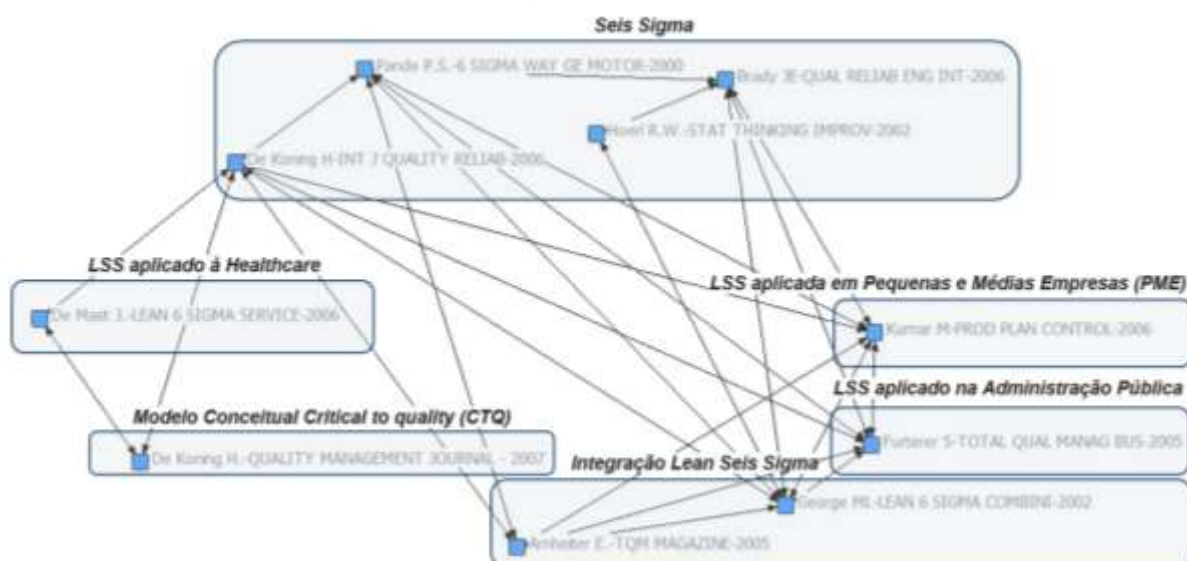 Seis Sigma
Pande P.S.-6 SIGMA WAY GE MOTOR-2000
Brady JE-QUAL RELIAB ENG INT-2006
Hoerl R.W.-STAT THINKING IMPROV-2002
De Koning H-INT J QUALITY RELIAB-2006
LSS aplicado à Healthcare
LSS aplicada em Pequenas e Médias Empresas (PME)
De Mast J.-LEAN 6 SIGMA SERVICE-2006
Kumar M-PROD PLAN CONTROL-2006
LSS aplicado na Administração Pública
Modelo Conceitual Critical to quality (CTQ)
Furterer S-TOTAL QUAL MANAG BUS-2005
De Koning H.-QUALITY MANAGEMENT JOURNAL - 2007
Integração Lean Seis Sigma
George ML-LEAN 6 SIGMA COMBINI-2002
Arnheiter E.-TQM MAGAZINE-2005